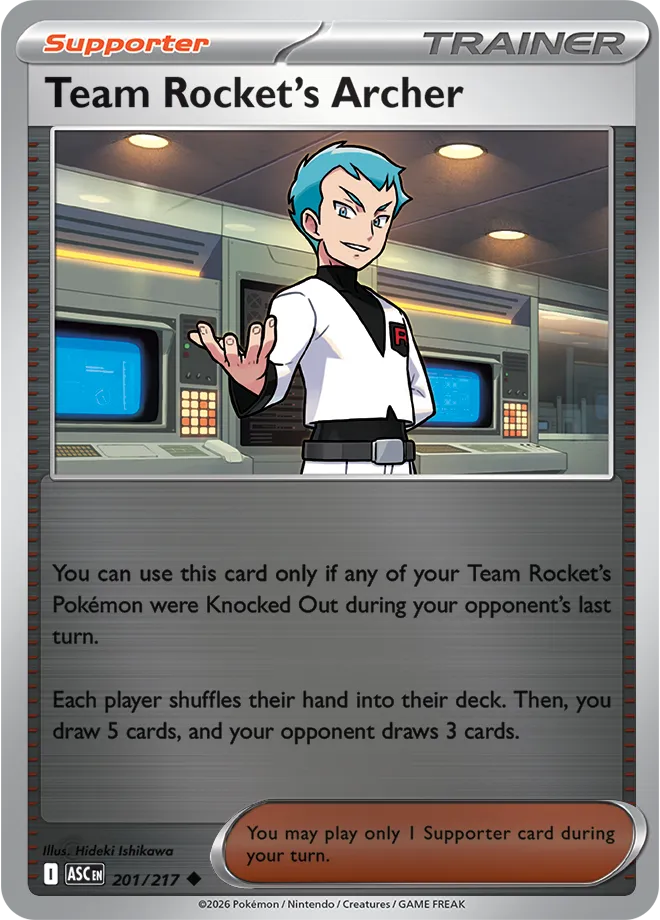 Supporter
TRAINER
Team Rocket's Archer
R
You can use this card only if any of your Team Rocket's
Pokémon were Knocked Out during your opponent's last
turn.
Each player shuffles their hand into their deck. Then, you
draw 5 cards, and your opponent draws 3 cards.
You may play only 1 Supporter card during
your turn.
Illus. Hideki Ishikawa
I ASC EN 201/217 ◆
©2026 Pokémon / Nintendo / Creatures / GAME FREAK